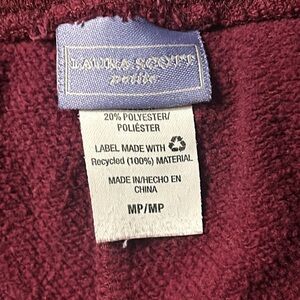 LAURA SCOTT
petite
20% POLYESTER/
POLIÉSTER
LABEL MADE WITH
Recycled (100%) MATERIAL
MADE IN/HECHO EN
CHINA
MP/MP